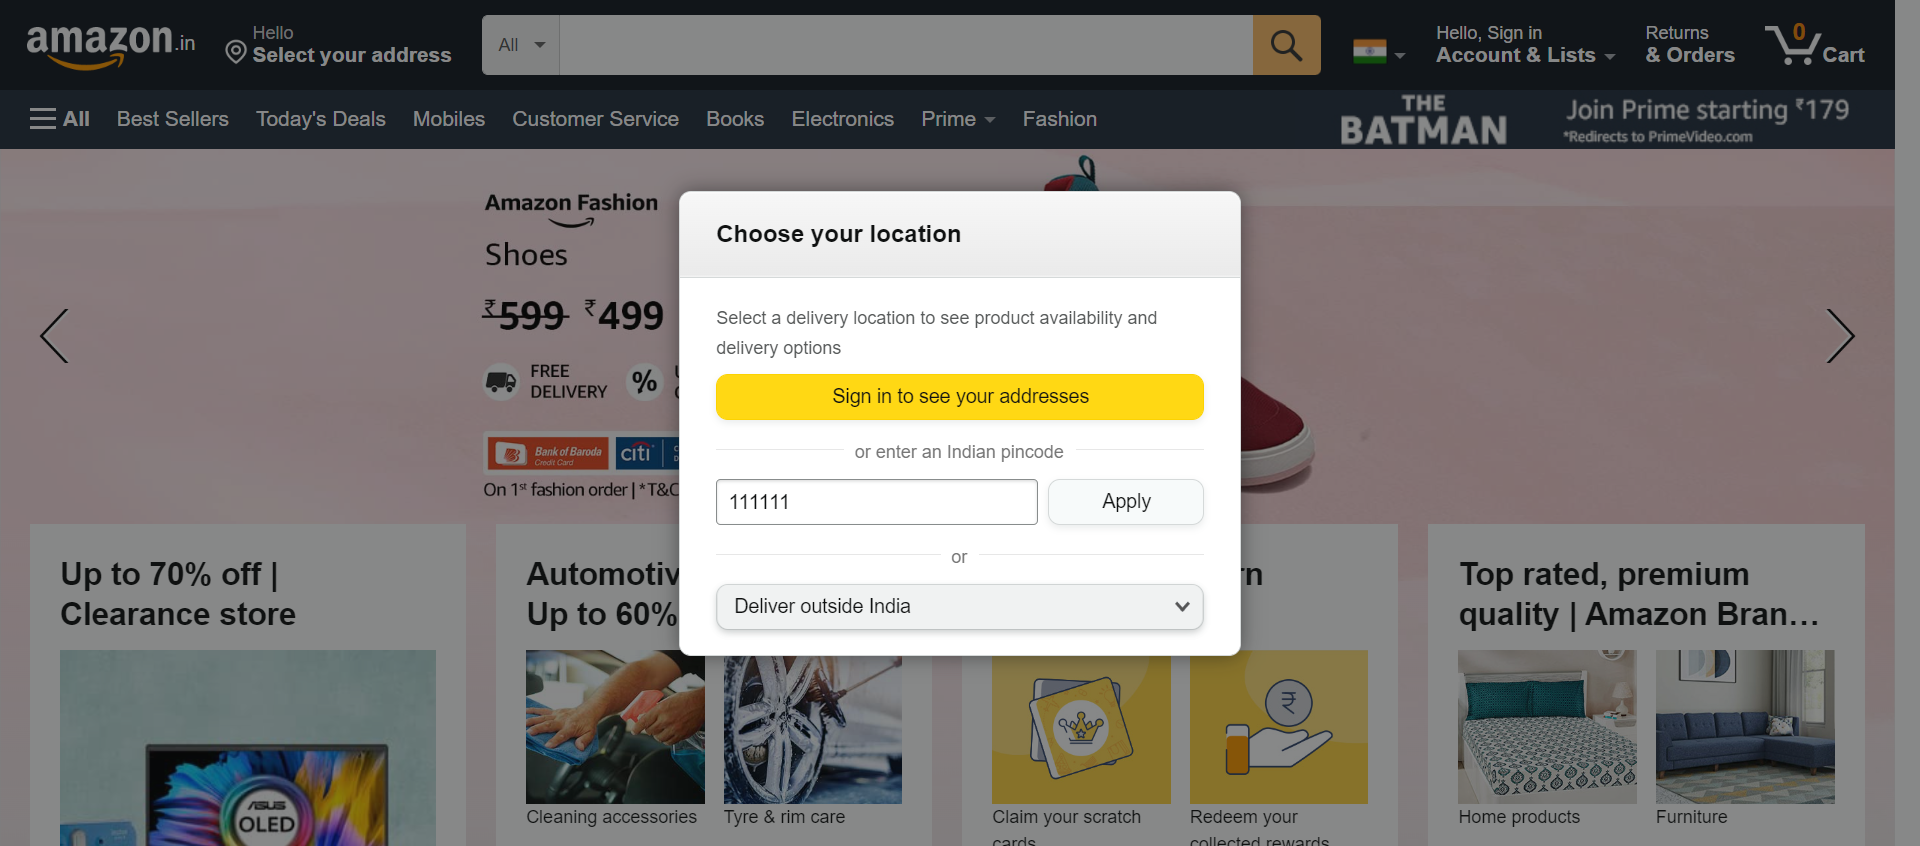 amazon.in
Hello
Select your address
All
Hello, Sign in
Account & Lists
Returns
& Orders
0
Cart
All
Best Sellers
Today's Deals
Mobiles
Customer Service
Books
Electronics
Prime
Fashion
THE
BATMAN
Join Prime starting ₹179
*Redirects to PrimeVideo.com
Amazon Fashion
Shoes
₹599 ₹499
FREE
DELIVERY
%
Bank of Baroda
Credit Card
citi
On 1st fashion order | *T&C
Choose your location
Select a delivery location to see product availability and
delivery options
Sign in to see your addresses
or enter an Indian pincode
111111
Apply
or
Deliver outside India
Up to 70% off |
Clearance store
ASUS
OLED
Automotiv
Up to 60%
Cleaning accessories
Tyre & rim care
rn
₹
Claim your scratch
cards
Redeem your
collected rewards
Top rated, premium
quality | Amazon Bran…
Home products
Furniture